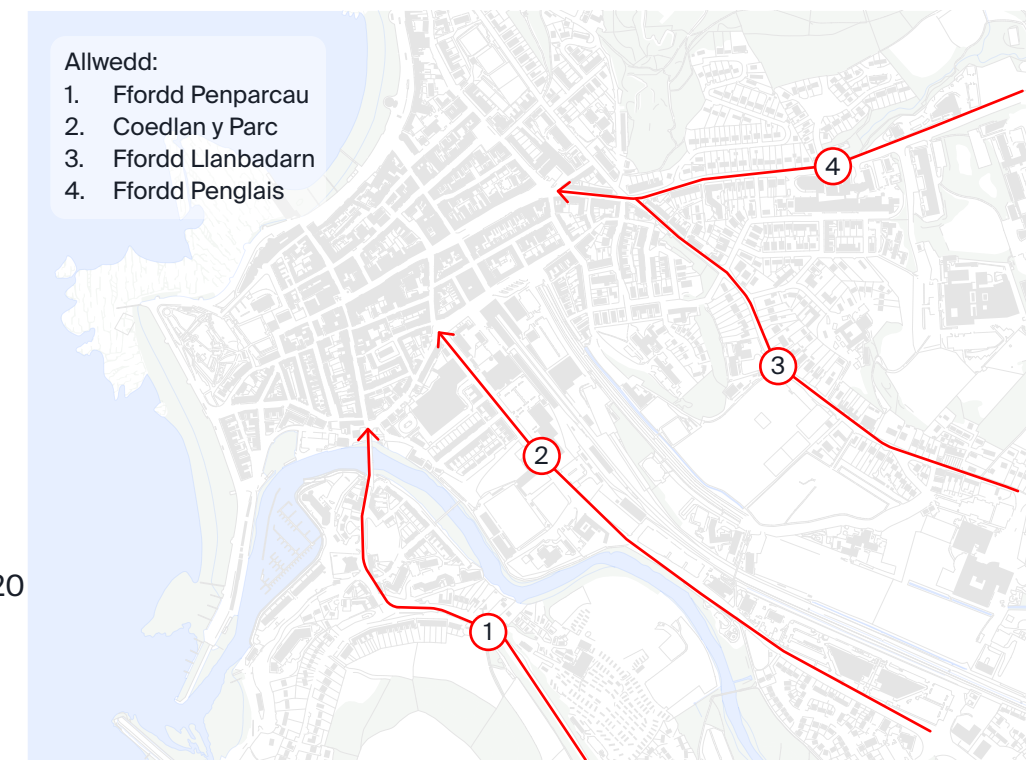 Allwedd:
1. Ffordd Penparcau
2. Coedlan y Parc
3. Ffordd Llanbadarn
4. Ffordd Penglais
4
3
2
20
1